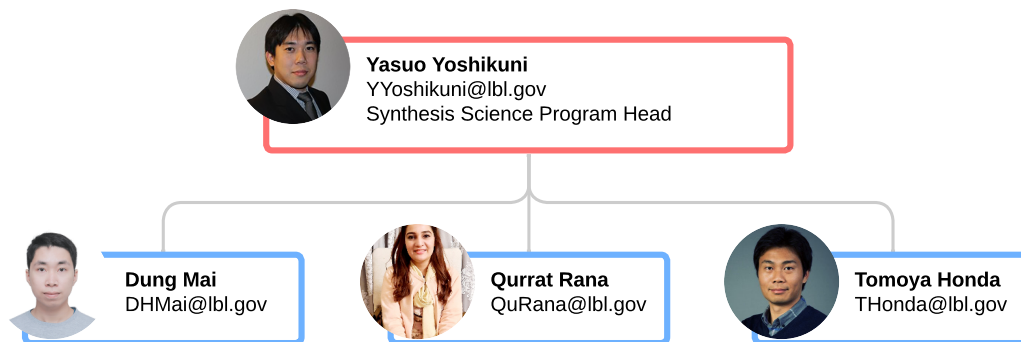 Yasuo Yoshikuni
YYoshikuni@lbl.gov
Synthesis Science Program Head
Dung Mai
DHMai@lbl.gov
Qurrat Rana
QuRana@lbl.gov
Tomoya Honda
THonda@lbl.gov